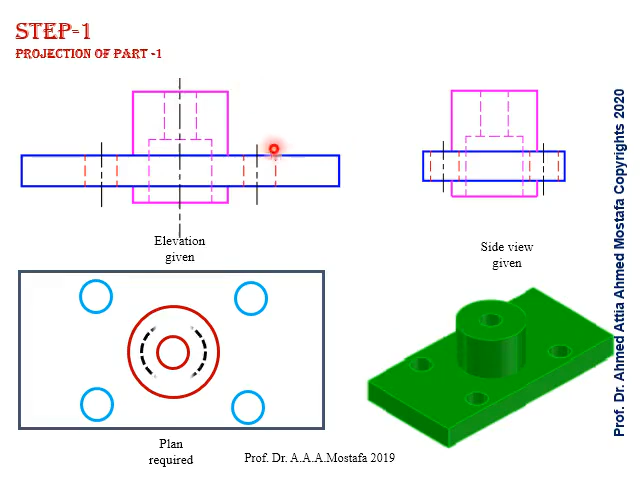 STEP-1
PROJECTION OF PART -1
Elevation
given
Side view
given
Plan
required
Prof. Dr. A.A.A.Mostafa 2019
Prof. Dr. Ahmed Attia Ahmed Mostafa Copyrights 2020